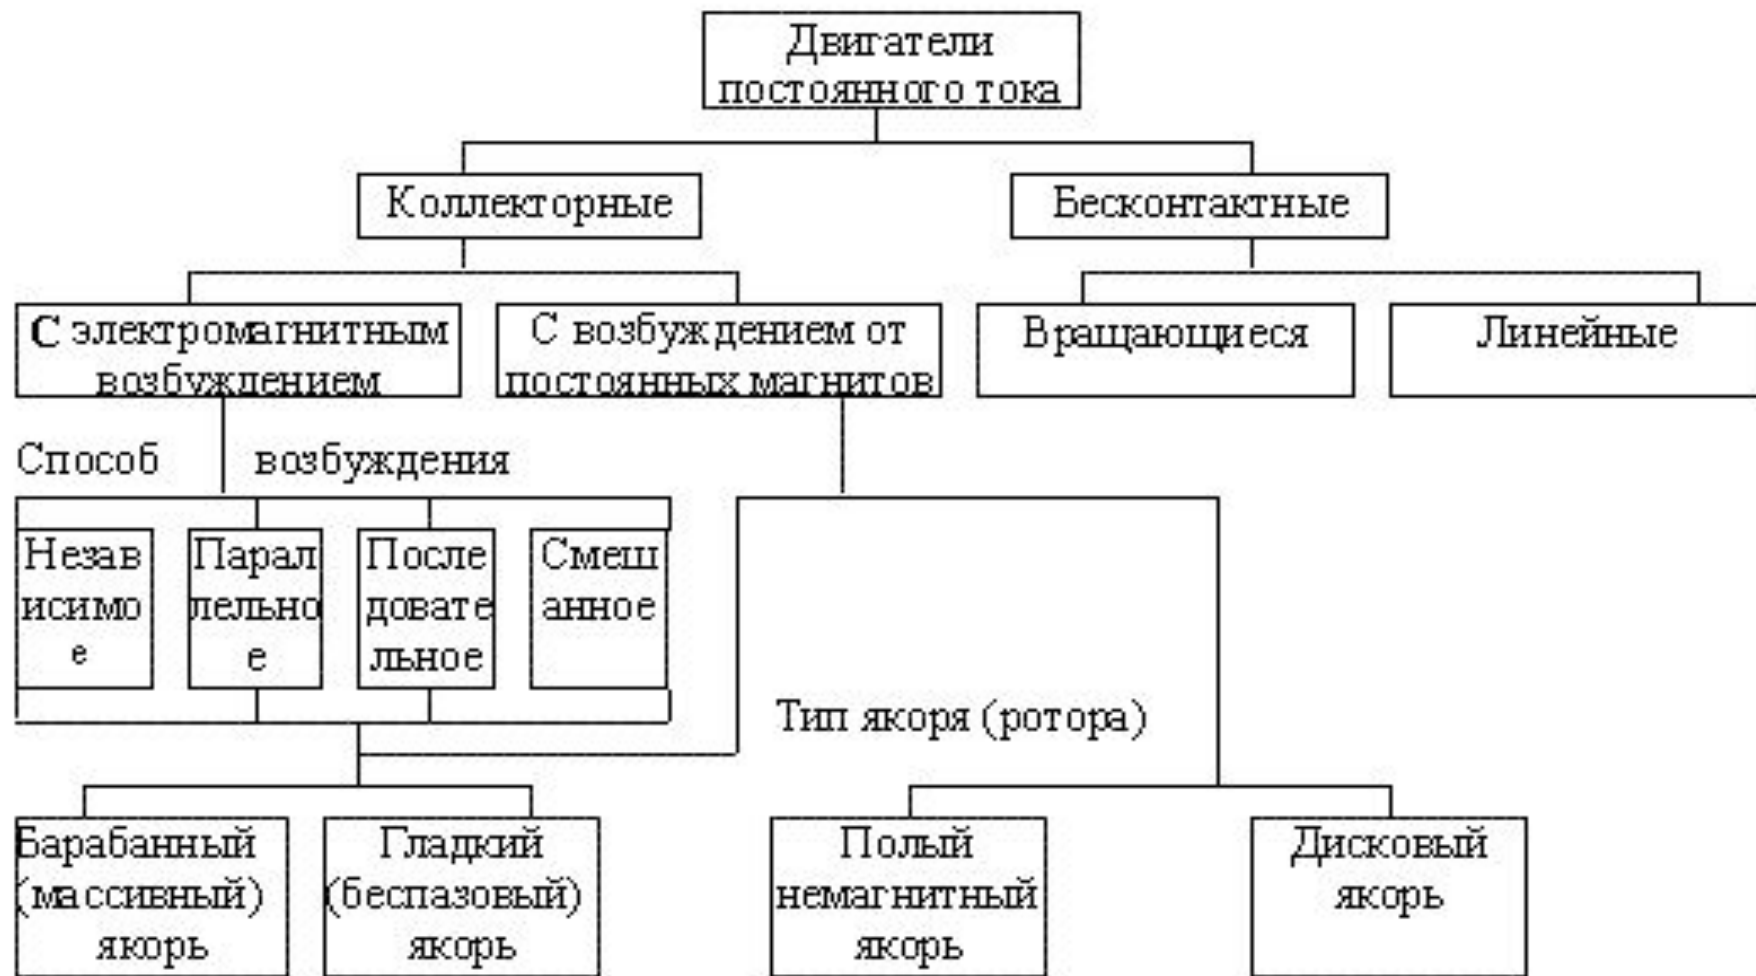 Двигатели
постоянного тока
Коллекторные
Бесконтактные
С электромагнитным
возбуждением
С возбуждением от
постоянных магнитов
Вращающиеся
Линейные
Способ возбуждения
Незав
исимо
е
Парал
лельно
е
После
довате
льное
Смеш
анное
Тип якоря (ротора)
Барабанный
(массивный)
якорь
Гладкий
(беспазовый)
якорь
Полый
немагнитный
якорь
Дисковый
якорь